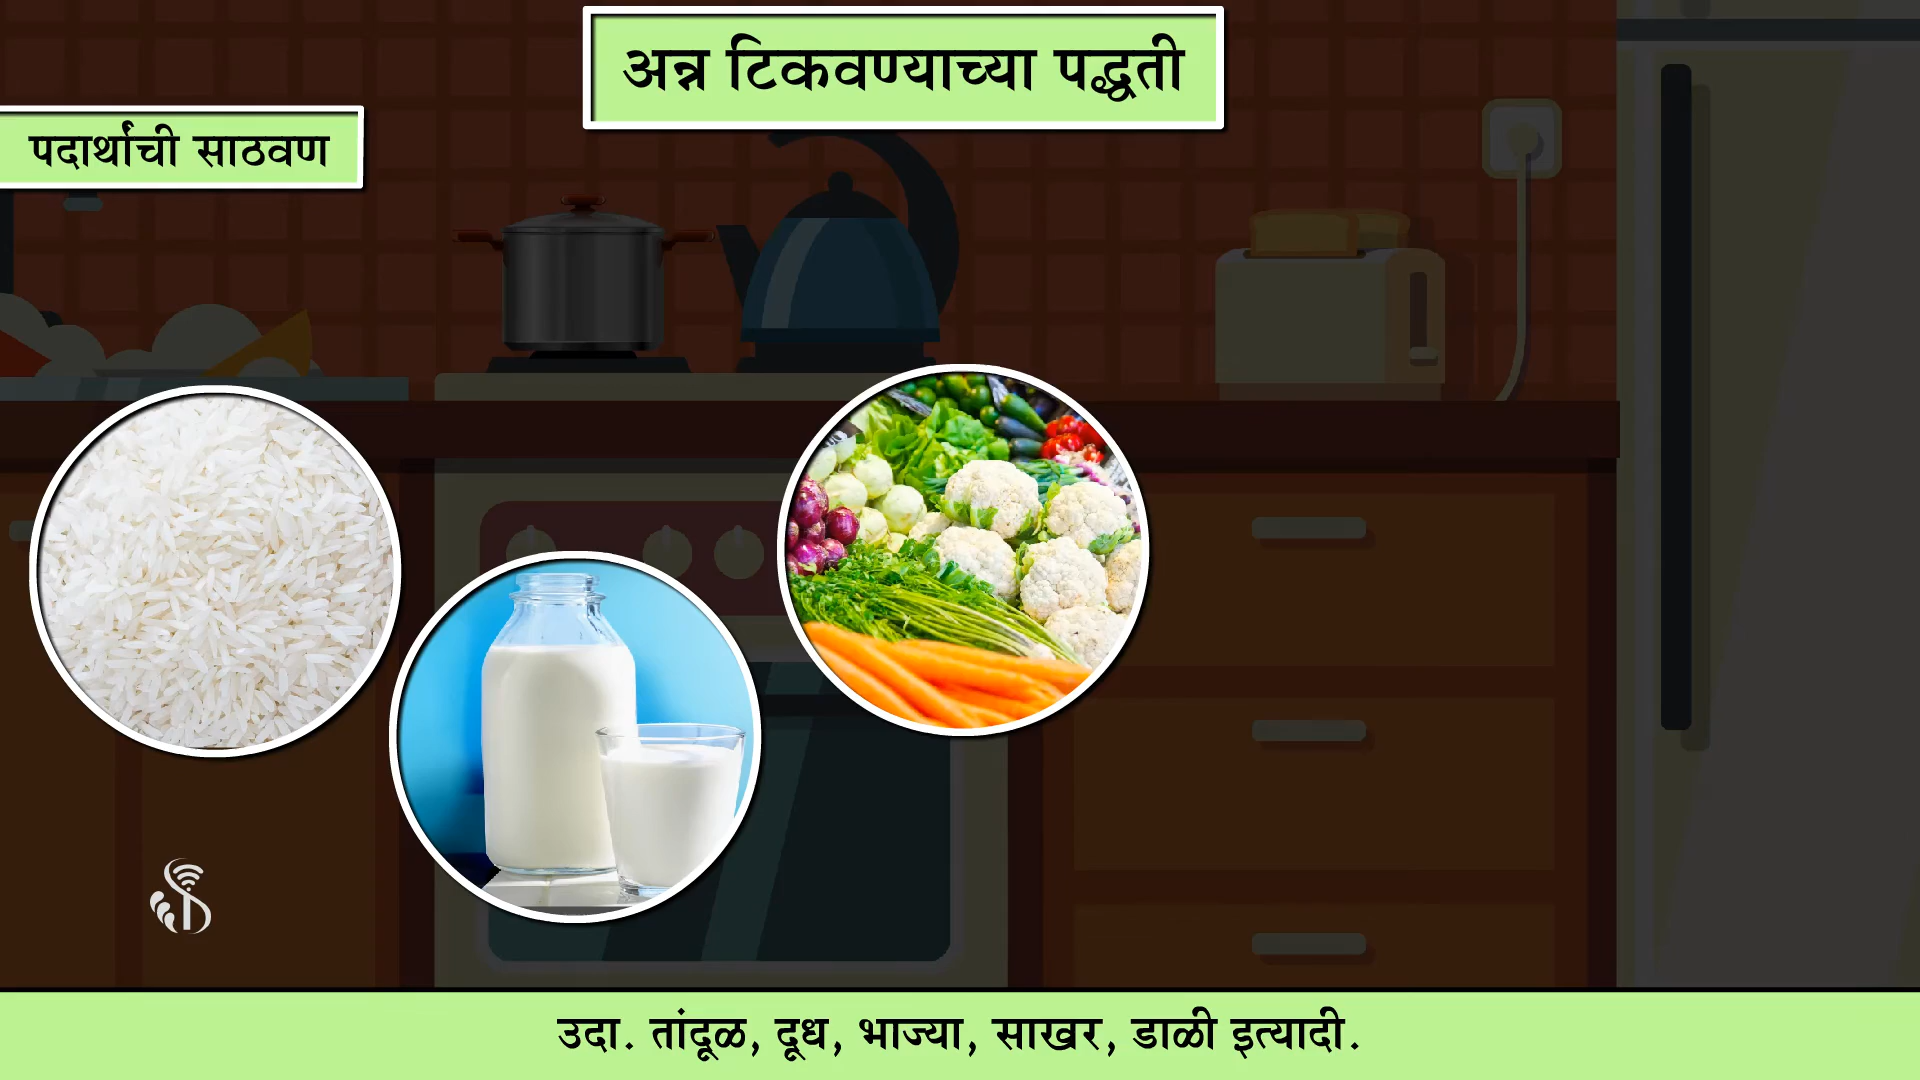 अन्न टिकवण्याच्या पद्धती
पदार्थांची साठवण
उदा. तांदूळ, दूध, भाज्या, साखर, डाळी इत्यादी.